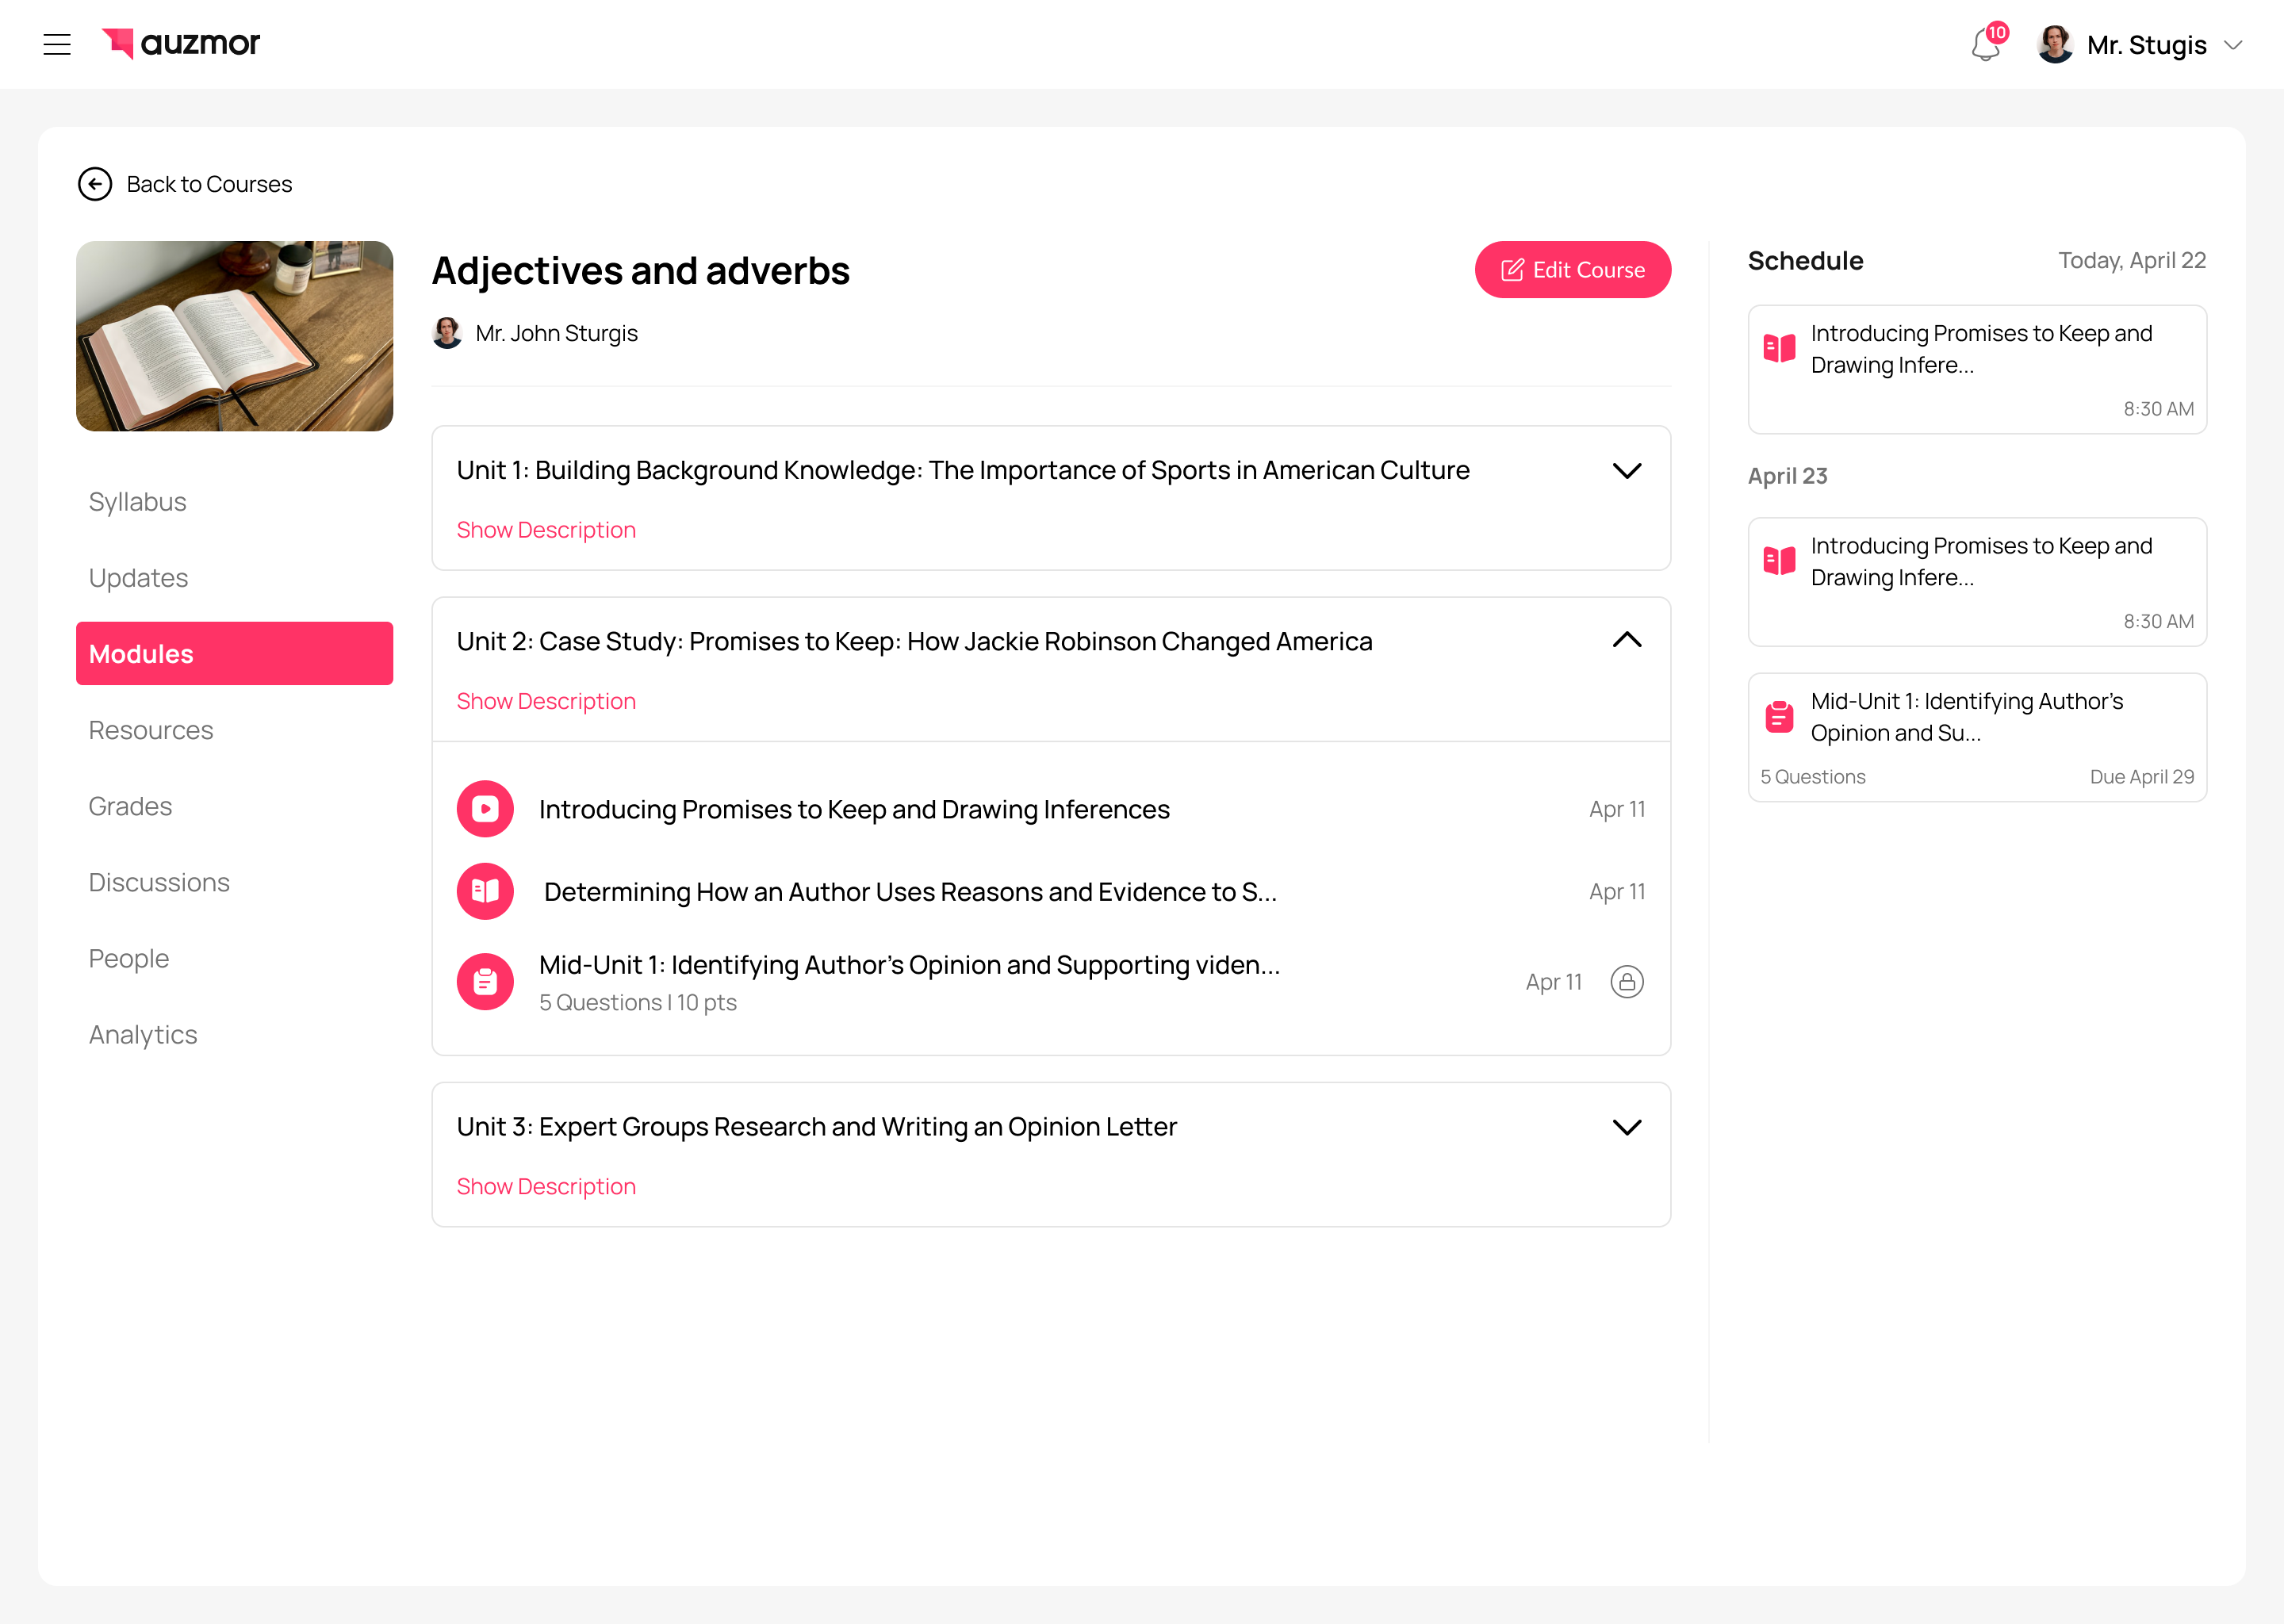 auzmor
10
Mr. Stugis
Back to Courses
Adjectives and adverbs
Edit Course
Mr. John Sturgis
Syllabus
Updates
Modules
Resources
Grades
Discussions
People
Analytics
Unit 1: Building Background Knowledge: The Importance of Sports in American Culture
Show Description
Unit 2: Case Study: Promises to Keep: How Jackie Robinson Changed America
Show Description
Introducing Promises to Keep and Drawing Inferences
Apr 11
Determining How an Author Uses Reasons and Evidence to S...
Apr 11
Mid-Unit 1: Identifying Author's Opinion and Supporting viden...
5 Questions | 10 pts
Apr 11
Unit 3: Expert Groups Research and Writing an Opinion Letter
Show Description
Schedule
Today, April 22
Introducing Promises to Keep and
Drawing Infere...
8:30 AM
April 23
Introducing Promises to Keep and
Drawing Infere...
8:30 AM
Mid-Unit 1: Identifying Author's
Opinion and Su...
5 Questions
Due April 29